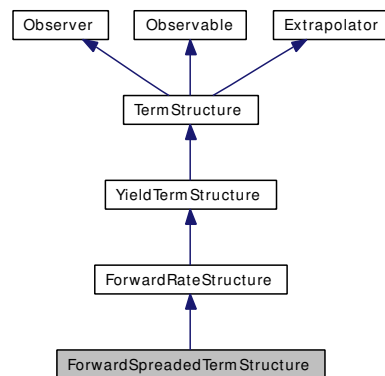 Observer
Observable
Extrapolator
TermStructure
YieldTermStructure
ForwardRateStructure
ForwardSpreadedTermStructure